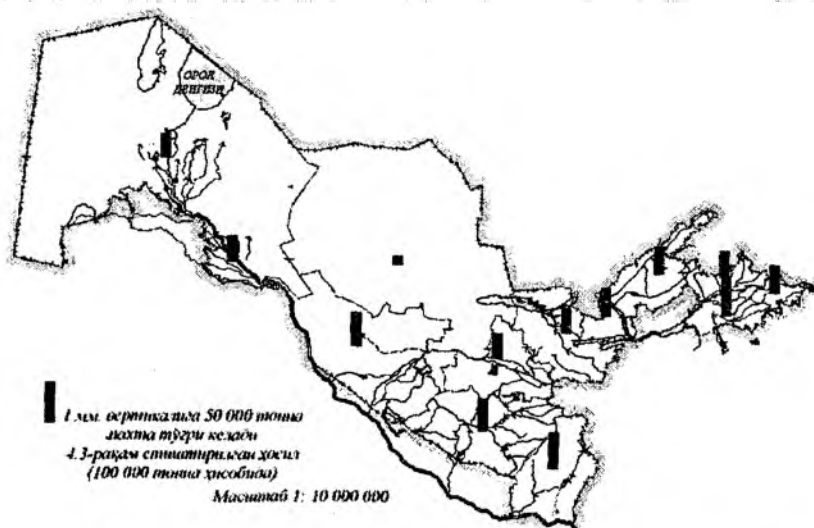 ОРОЛ
ДЕНГИЗИ
1 мм. вертикалига 50 000 тонна
пахта тўғри келади
4.3-рақам етиштирилган ҳосил
(100 000 тонна ҳисобида)
Масштаб 1: 10 000 000